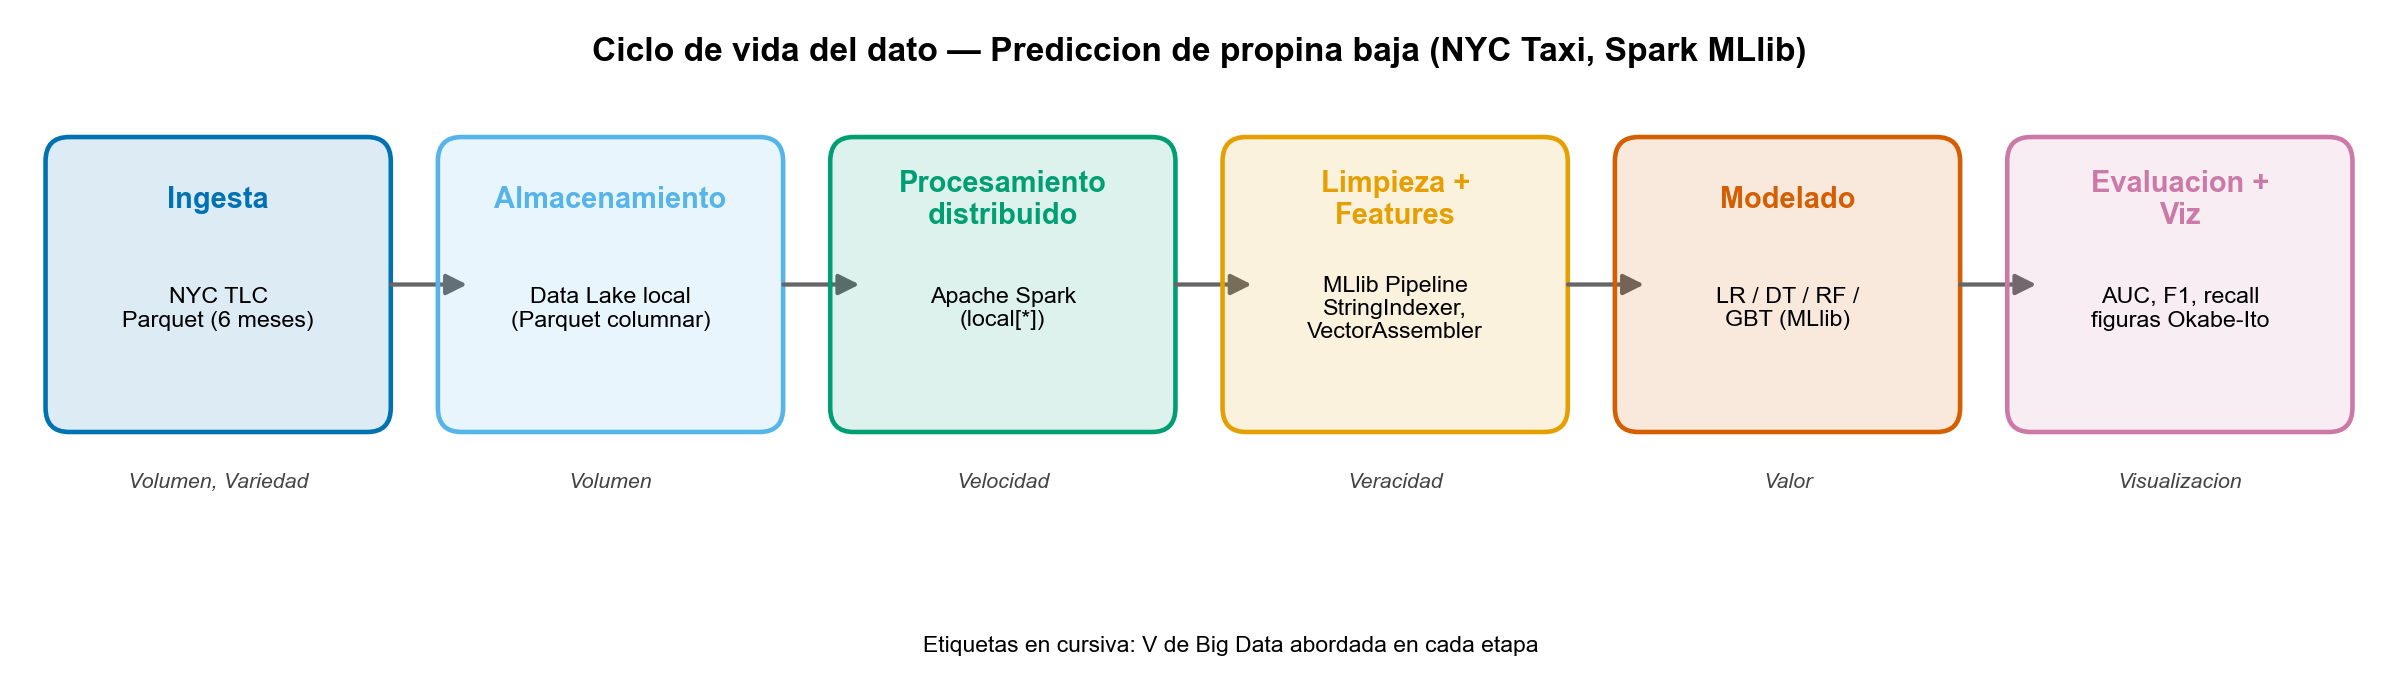 Ciclo de vida del dato — Prediccion de propina baja (NYC Taxi, Spark MLlib)
Ingesta
NYC TLC
Parquet (6 meses)
Volumen, Variedad
Almacenamiento
Data Lake local
(Parquet columnar)
Volumen
Procesamiento
distribuido
Apache Spark
(local[*])
Velocidad
Limpieza +
Features
MLlib Pipeline
StringIndexer,
VectorAssembler
Veracidad
Modelado
LR / DT / RF /
GBT (MLlib)
Valor
Evaluacion +
Viz
AUC, F1, recall
figuras Okabe-Ito
Visualizacion
Etiquetas en cursiva: V de Big Data abordada en cada etapa